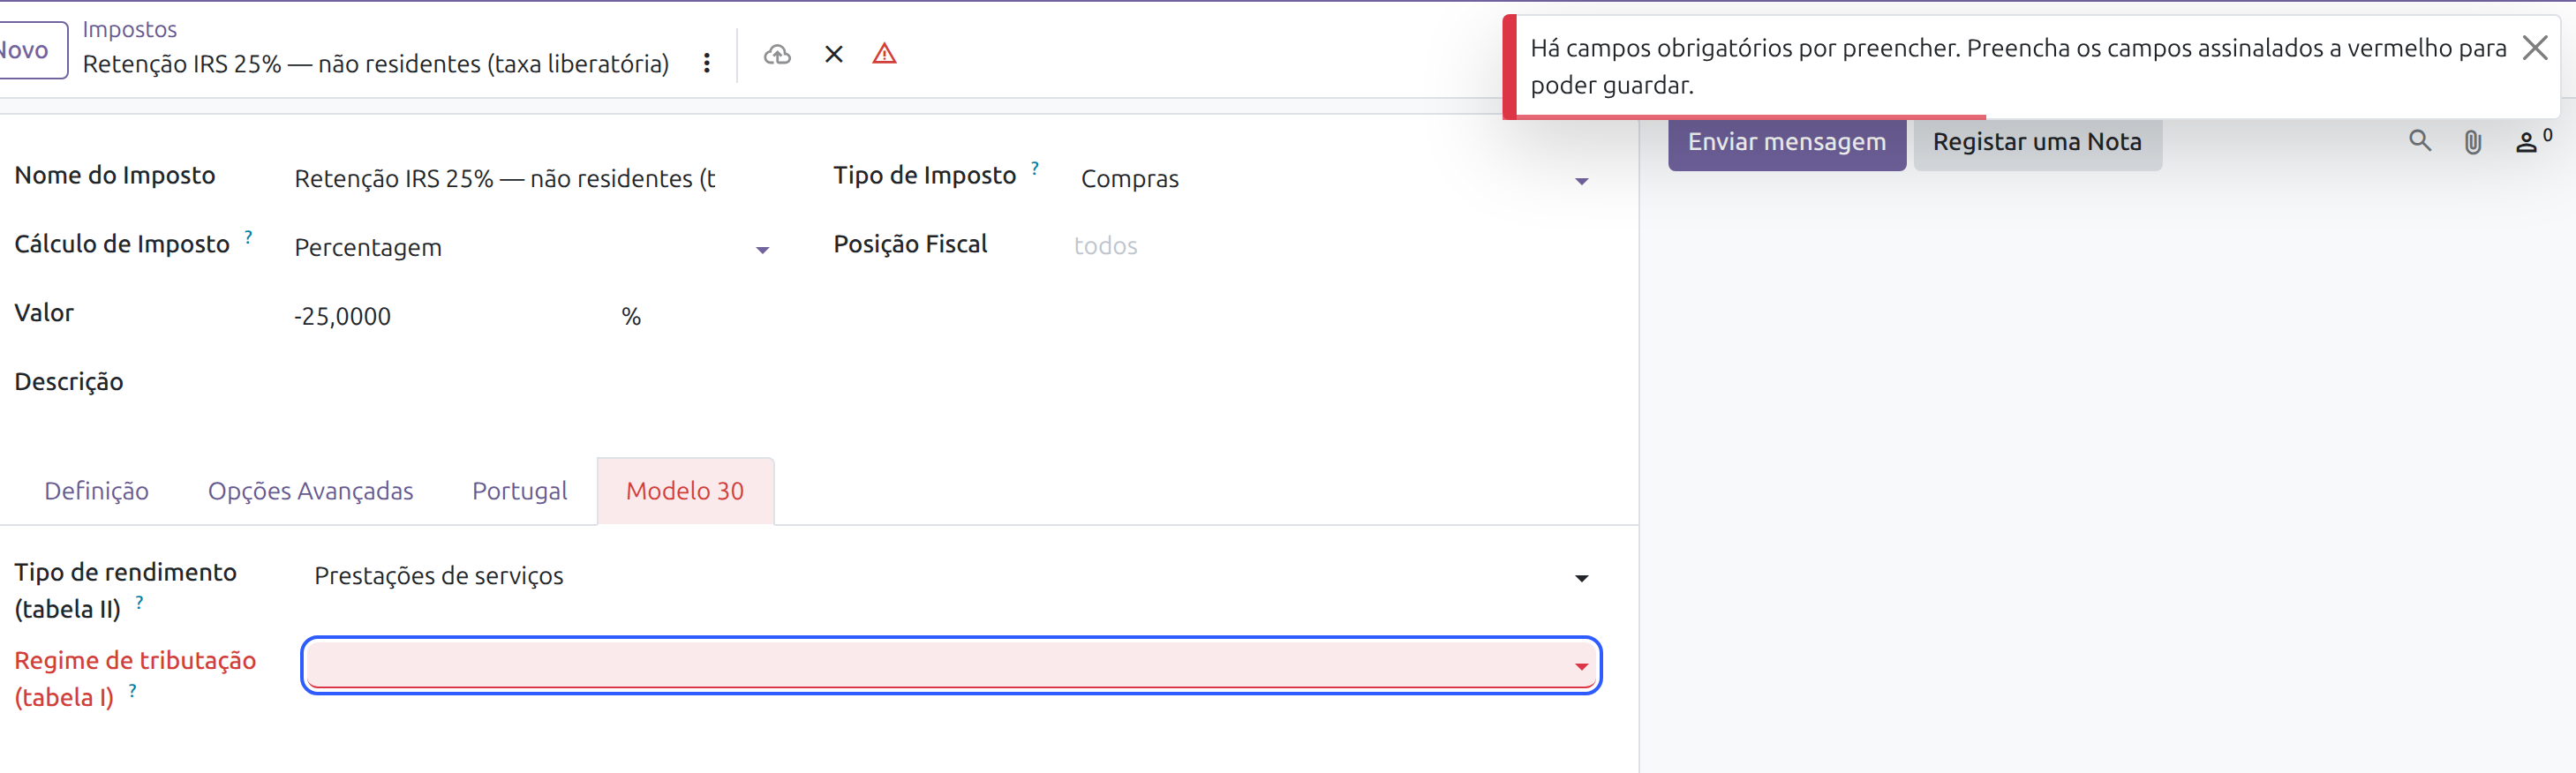 Novo
Impostos
Retenção IRS 25% — não residentes (taxa liberatória)
Há campos obrigatórios por preencher. Preencha os campos assinalados a vermelho para
poder guardar.
Enviar mensagem
Registar uma Nota
0
Nome do Imposto
Retenção IRS 25% — não residentes (t
Tipo de Imposto ?
Compras
Cálculo de Imposto ?
Percentagem
Posição Fiscal
todos
Valor
-25,0000
%
Descrição
Definição
Opções Avançadas
Portugal
Modelo 30
Tipo de rendimento
(tabela II) ?
Prestações de serviços
Regime de tributação
(tabela I) ?